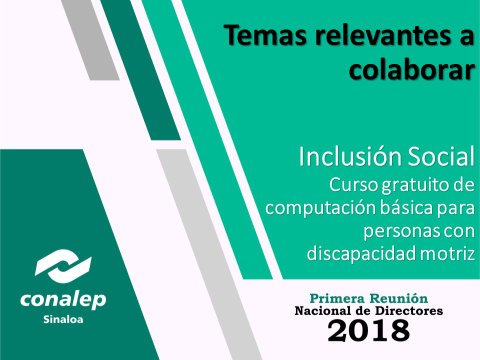 Temas relevantes a
colaborar
Inclusión Social
Curso gratuito de
computación básica para
personas con
discapacidad motriz
conalep
Sinaloa
Primera Reunión
Nacional de Directores
2018